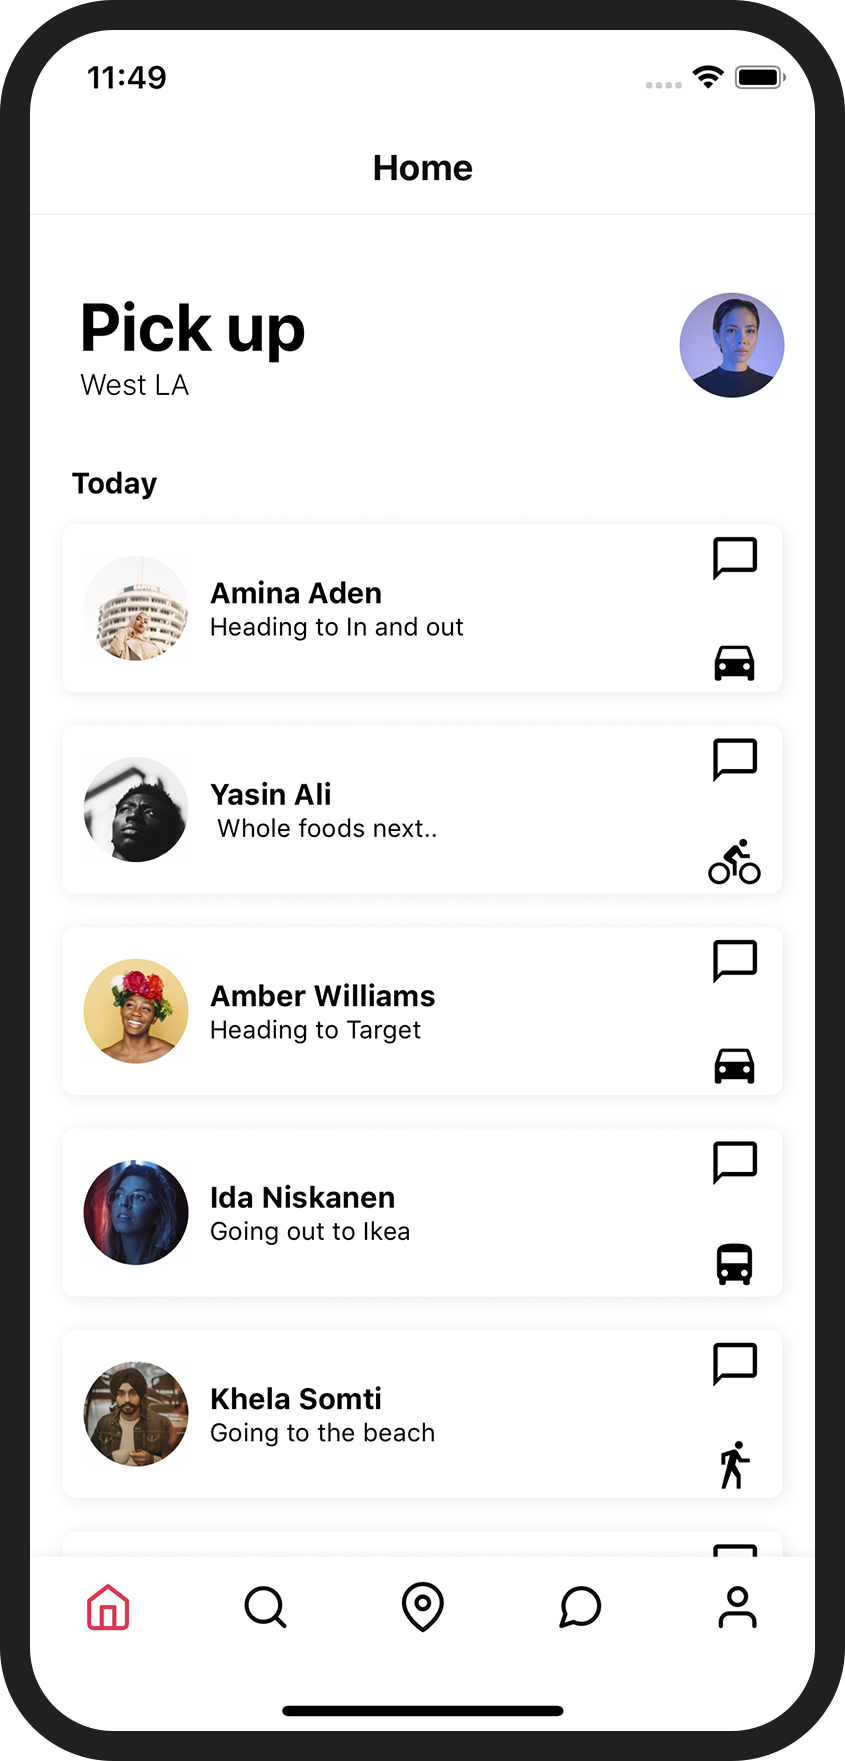 11:49
Home
Pick up
West LA
Today
Amina Aden
Heading to In and out
Yasin Ali
Whole foods next..
Amber Williams
Heading to Target
Ida Niskanen
Going out to Ikea
Khela Somti
Going to the beach